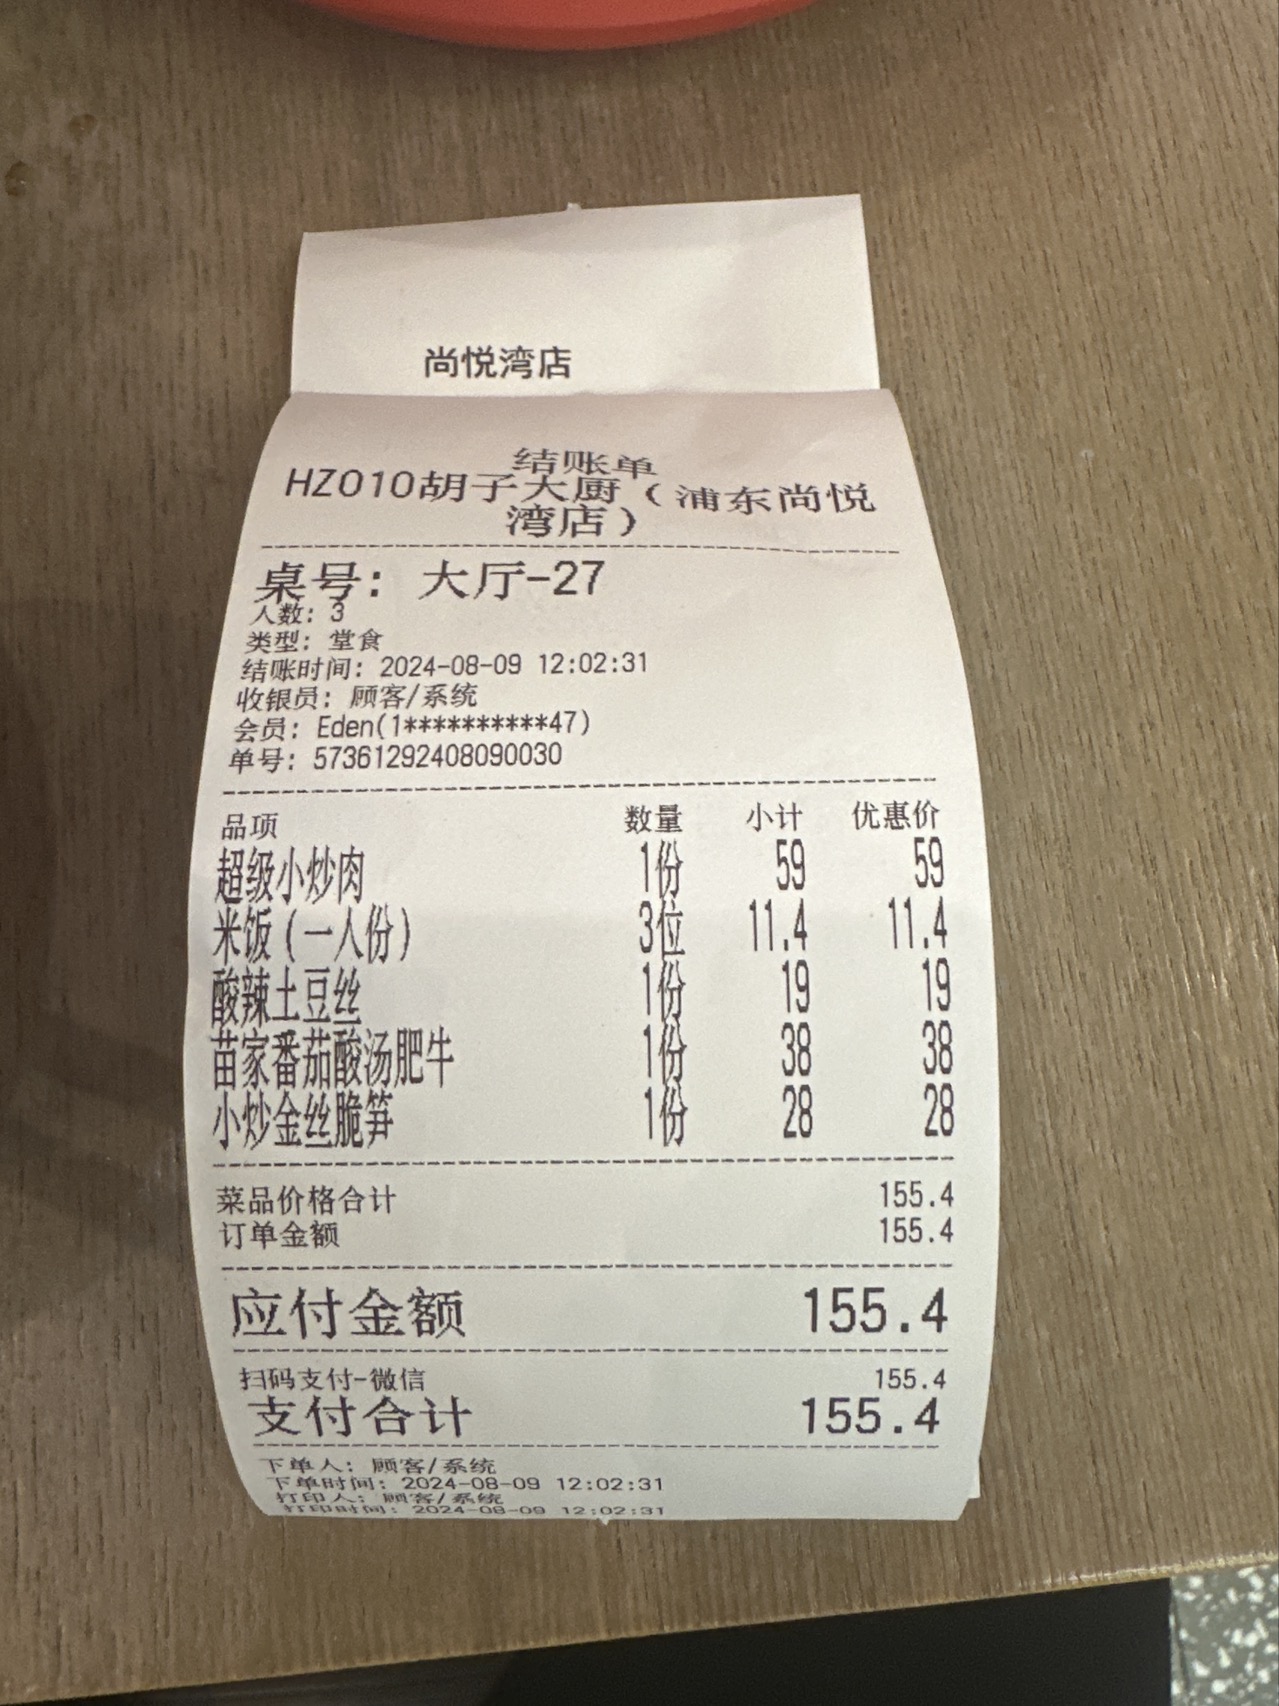 尚悦湾店
结账单
HZ010胡子大厨（浦东尚悦
湾店）
桌号：大厅-27
人数：3
类型：堂食
结账时间：2024-08-09 12:02:31
收银员：顾客/系统
会员：Eden(1**********47)
单号：57361292408090030
品项 数量 小计 优惠价
超级小炒肉 1份 59 59
米饭（一人份） 3位 11.4 11.4
酸辣土豆丝 1份 19 19
苗家番茄酸汤肥牛 1份 38 38
小炒金丝脆笋 1份 28 28
菜品价格合计 155.4
订单金额 155.4
应付金额 155.4
扫码支付-微信 155.4
支付合计 155.4
下单人：顾客/系统
下单时间：2024-08-09 12:02:31
打印人：顾客/系统
打印时间：2024-08-09 12:02:31